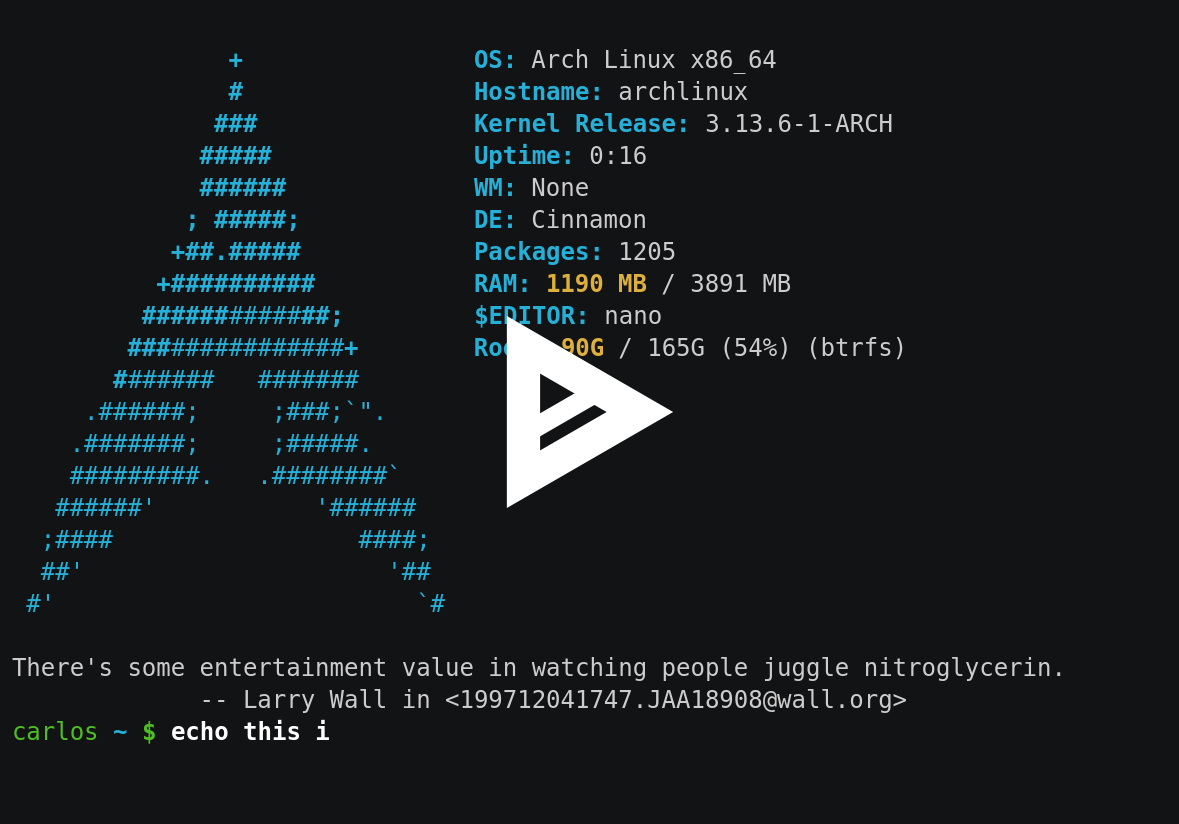 OS: Arch Linux x86_64
Hostname: archlinux
Kernel Release: 3.13.6-1-ARCH
Uptime: 0:16
WM: None
DE: Cinnamon
Packages: 1205
RAM: 1190 MB / 3891 MB
$EDITOR: nano
90G / 165G (54%) (btrfs)
There's some entertainment value in watching people juggle nitroglycerin.
-- Larry Wall in <199712041747.JAA18908@wall.org>
carlos ~ $ echo this i